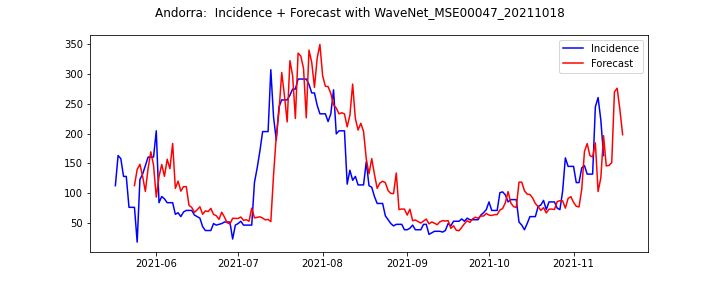 Andorra:  Incidence + Forecast with WaveNet_MSE00047_20211018
Incidence
Forecast
350
300
250
200
150
100
50
2021-06 2021-07 2021-08 2021-09 2021-10 2021-11